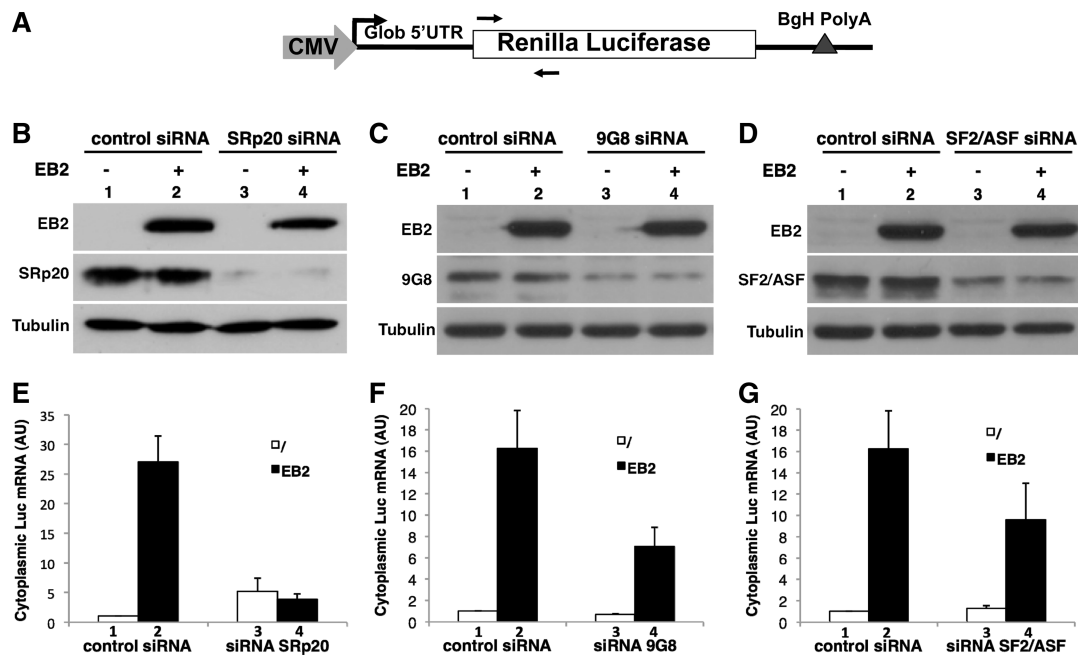 A
CMV
Glob 5'UTR
Renilla Luciferase
BgH PolyA
B
control siRNA SRp20 siRNA
EB2 - + - +
1 2 3 4
EB2
SRp20
Tubulin
C
control siRNA 9G8 siRNA
EB2 - + - +
1 2 3 4
EB2
9G8
Tubulin
D
control siRNA SF2/ASF siRNA
EB2 - + - +
1 2 3 4
EB2
SF2/ASF
Tubulin
E
Cytoplasmic Luc mRNA (AU)
35
30
25
20
15
10
5
0
/
EB2
1 2 3 4
control siRNA siRNA SRp20
F
Cytoplasmic Luc mRNA (AU)
20
18
16
14
12
10
8
6
4
2
0
/
EB2
1 2 3 4
control siRNA siRNA 9G8
G
Cytoplasmic Luc mRNA (AU)
20
18
16
14
12
10
8
6
4
2
0
/
EB2
1 2 3 4
control siRNA siRNA SF2/ASF